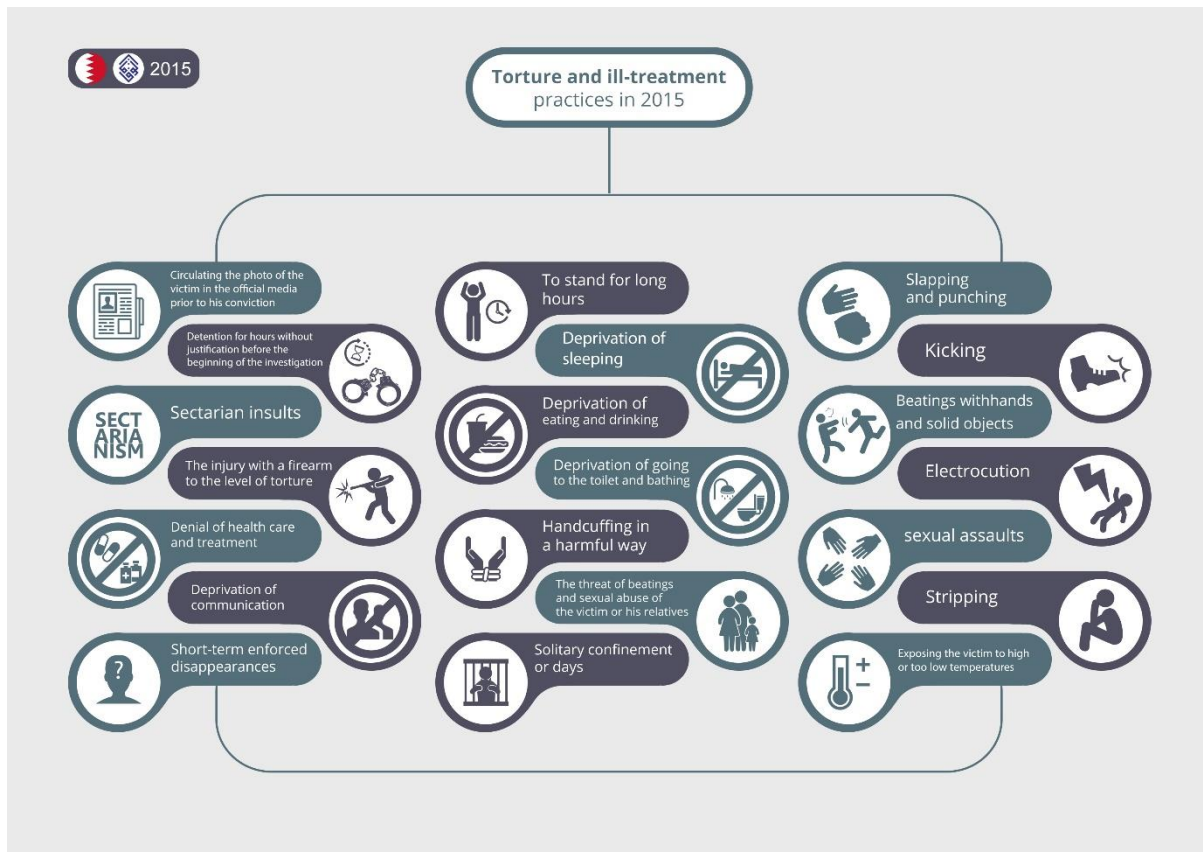 2015
Torture and ill-treatment
practices in 2015
Circulating the photo of the
victim in the official media
prior to his conviction
Detention for hours without
justification before the
beginning of the investigation
SECT
ARIA
NISM
Sectarian insults
The injury with a firearm
to the level of torture
Denial of health care
and treatment
Deprivation of
communication
?
Short-term enforced
disappearances
To stand for long
hours
Deprivation of
sleeping
Deprivation of
eating and drinking
Deprivation of going
to the toilet and bathing
Handcuffing in
a harmful way
The threat of beatings
and sexual abuse of
the victim or his relatives
Solitary confinement
or days
Slapping
and punching
Kicking
Beatings withhands
and solid objects
Electrocution
sexual assaults
Stripping
+
−
Exposing the victim to high
or too low temperatures